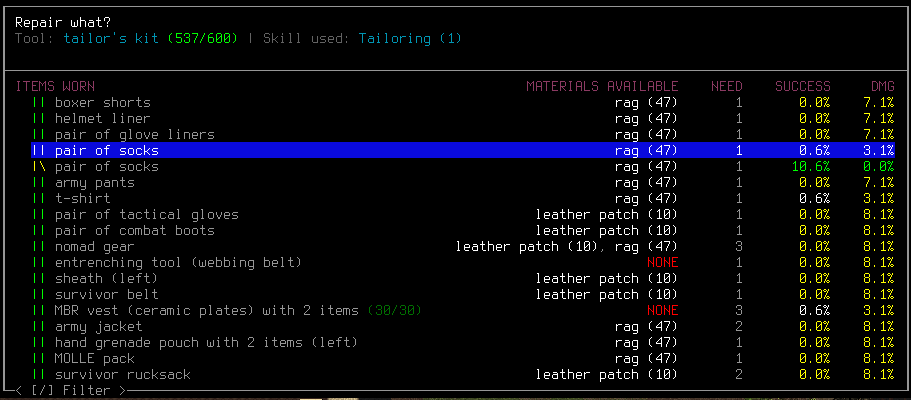 Repair what?
Tool: tailor's kit (537/600) | Skill used: Tailoring (1)
ITEMS WORN MATERIALS AVAILABLE NEED SUCCESS DMG
|| boxer shorts rag (47) 1 0.0% 7.1%
|| helmet liner rag (47) 1 0.0% 7.1%
|| pair of glove liners rag (47) 1 0.0% 7.1%
|| pair of socks rag (47) 1 0.6% 3.1%
|\ pair of socks rag (47) 1 10.6% 0.0%
|| army pants rag (47) 1 0.0% 7.1%
|| t-shirt rag (47) 1 0.6% 3.1%
|| pair of tactical gloves leather patch (10) 1 0.0% 8.1%
|| pair of combat boots leather patch (10) 1 0.0% 8.1%
|| nomad gear leather patch (10), rag (47) 3 0.0% 8.1%
|| entrenching tool (webbing belt) NONE 1 0.0% 8.1%
|| sheath (left) leather patch (10) 1 0.0% 8.1%
|| survivor belt leather patch (10) 1 0.0% 8.1%
|| MBR vest (ceramic plates) with 2 items (30/30) NONE 3 0.6% 3.1%
|| army jacket rag (47) 2 0.0% 8.1%
|| hand grenade pouch with 2 items (left) rag (47) 1 0.0% 8.1%
|| MOLLE pack rag (47) 1 0.0% 8.1%
|| survivor rucksack leather patch (10) 2 0.0% 8.1%
< [/] Filter >